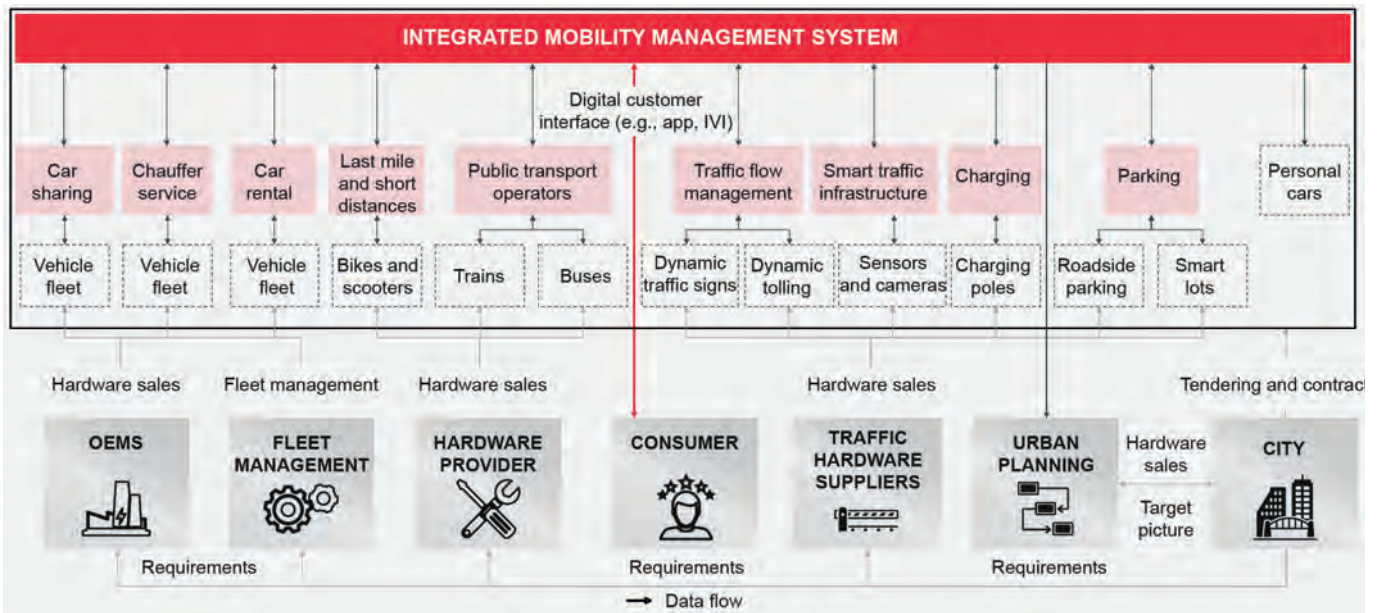 INTEGRATED MOBILITY MANAGEMENT SYSTEM
Digital customer
interface (e.g., app, IVI)
Car
sharing
Chauffer
service
Car
rental
Last mile
and short
distances
Public transport
operators
Traffic flow
management
Smart traffic
infrastructure
Charging
Parking
Personal
cars
Vehicle
fleet
Vehicle
fleet
Vehicle
fleet
Bikes and
scooters
Trains
Buses
Dynamic
traffic signs
Dynamic
tolling
Sensors
and cameras
Charging
poles
Roadside
parking
Smart
lots
Hardware sales
Fleet management
Hardware sales
Hardware sales
Tendering and contract
OEMS
FLEET
MANAGEMENT
HARDWARE
PROVIDER
CONSUMER
TRAFFIC
HARDWARE
SUPPLIERS
URBAN
PLANNING
Hardware
sales
Target
picture
CITY
Requirements
Requirements
Requirements
Data flow